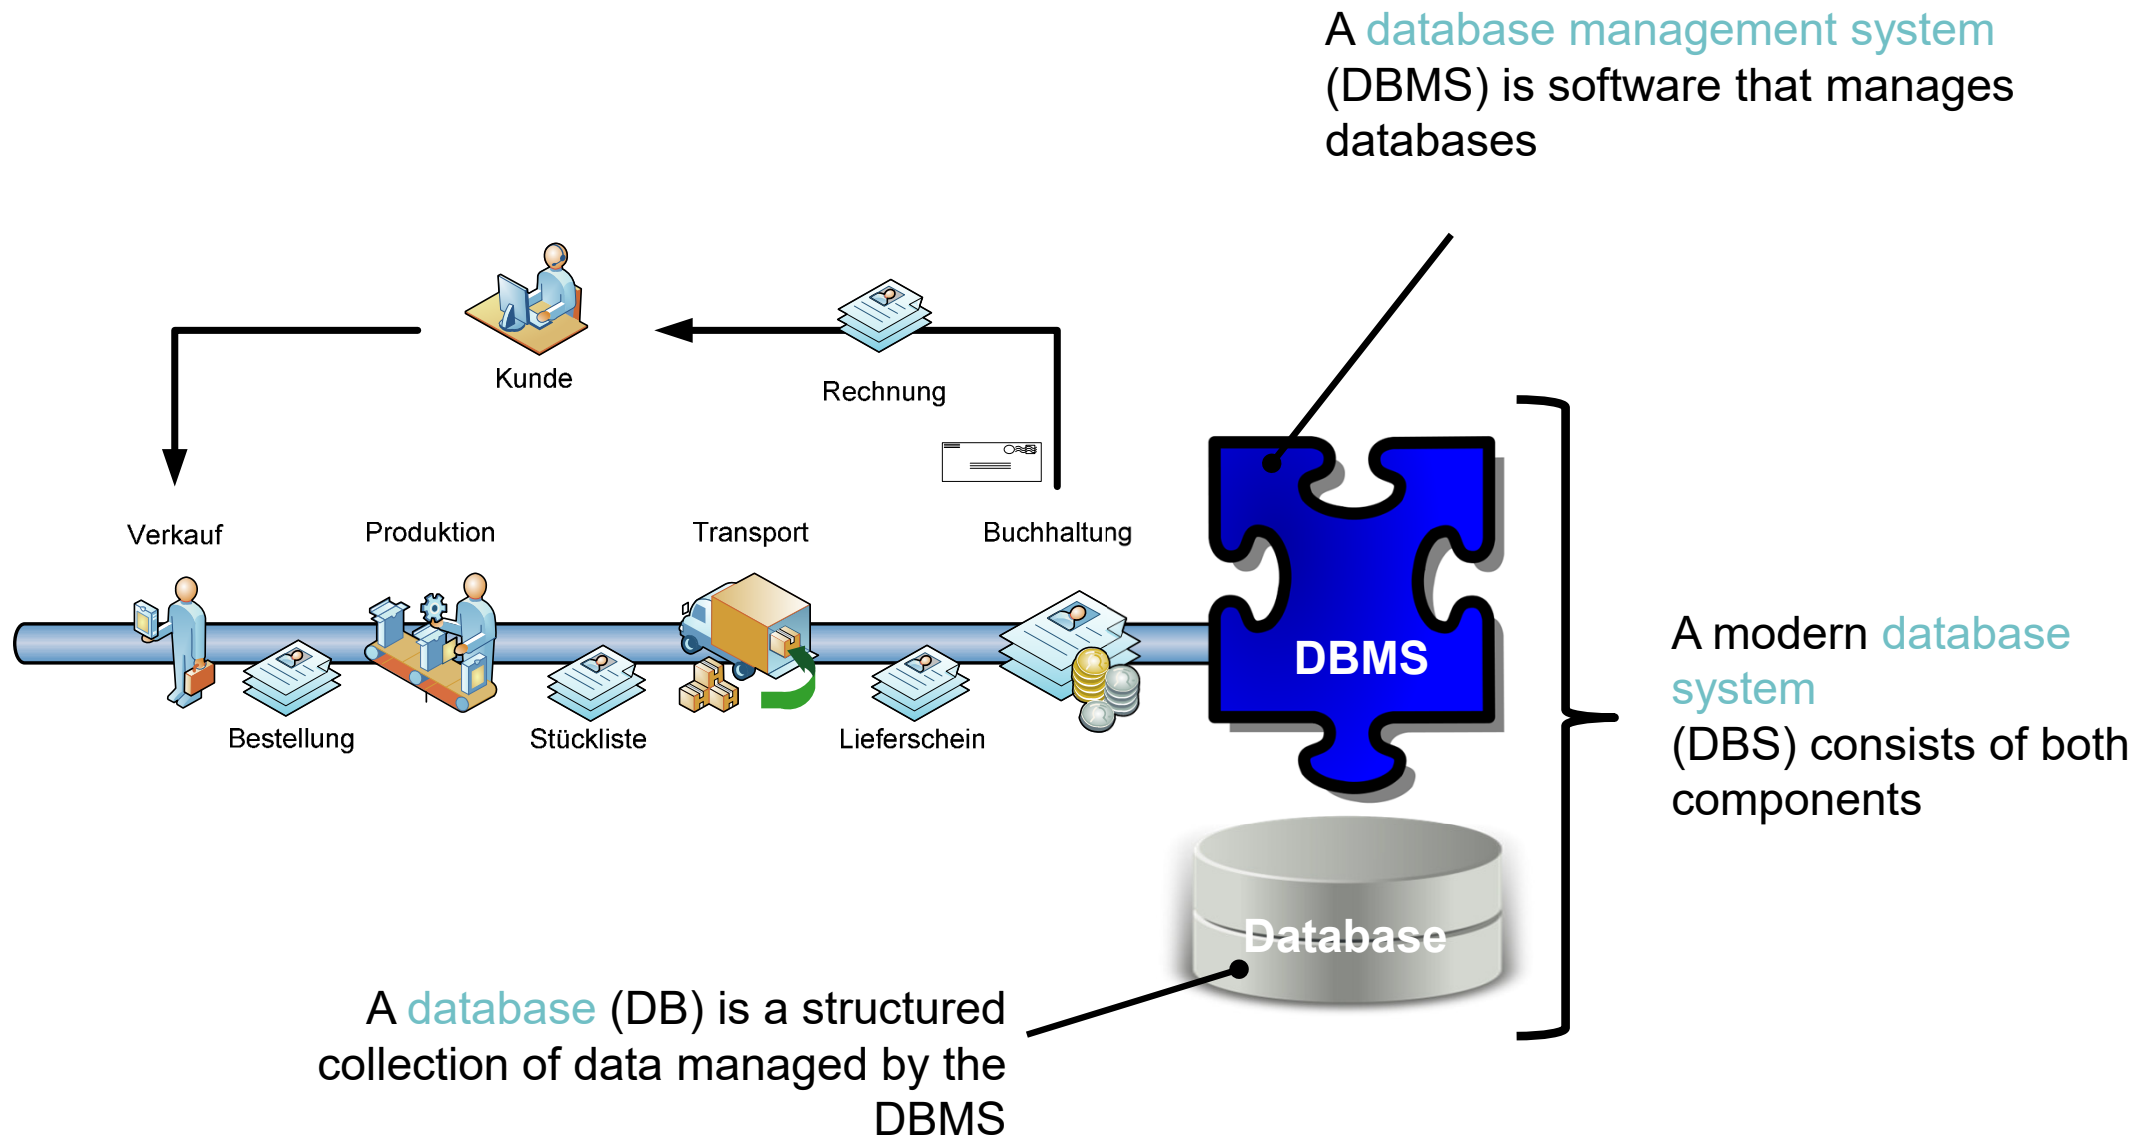 A database management system
(DBMS) is software that manages
databases
Kunde
Rechnung
Verkauf
Produktion
Transport
Buchhaltung
DBMS
Bestellung
Stückliste
Lieferschein
A modern database
system
(DBS) consists of both
components
Database
A database (DB) is a structured
collection of data managed by the
DBMS